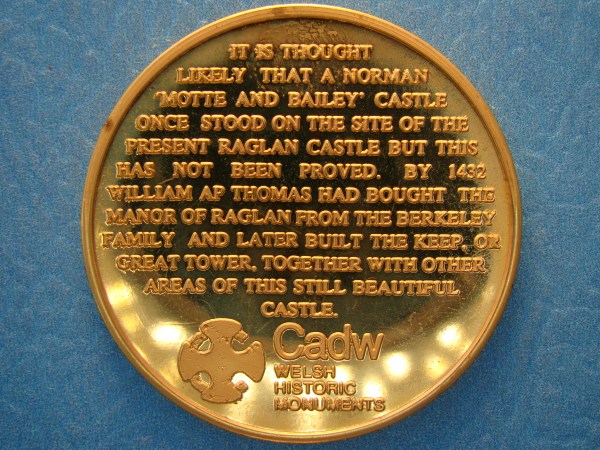 IT IS THOUGHT
LIKELY THAT A NORMAN
'MOTTE AND BAILEY' CASTLE
ONCE STOOD ON THE SITE OF THE
PRESENT RAGLAN CASTLE BUT THIS
HAS NOT BEEN PROVED. BY 1432
WILLIAM AP THOMAS HAD BOUGHT THE
MANOR OF RAGLAN FROM THE BERKELEY
FAMILY AND LATER BUILT THE KEEP, OR
GREAT TOWER, TOGETHER WITH OTHER
AREAS OF THIS STILL BEAUTIFUL
CASTLE.
Cadw
WELSH
HISTORIC
MONUMENTS